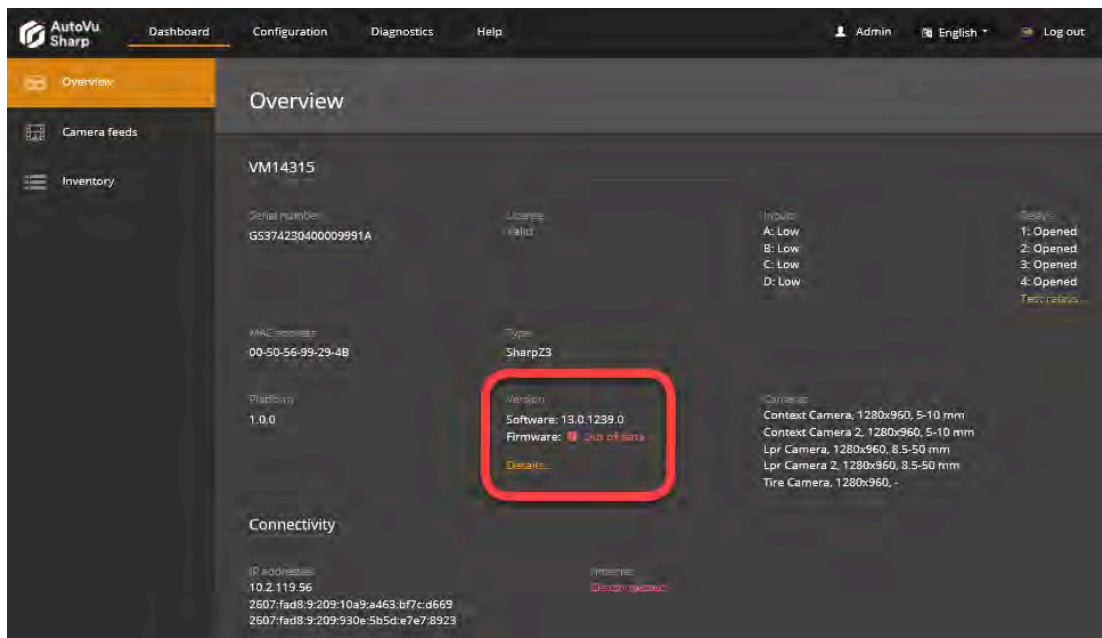 AutoVu
Sharp
Dashboard
Configuration
Diagnostics
Help
Admin
English
Log out
Overview
Camera feeds
Inventory
Overview
VM14315
Serial number
GS374230400009991A
License
Valid
Inputs
A: Low
B: Low
C: Low
D: Low
Relays
1: Opened
2: Opened
3: Opened
4: Opened
Test relays...
MAC address
00-50-56-99-29-4B
Type
SharpZ3
Platform
1.0.0
Version
Software: 13.0.1239.0
Firmware: Out of date
Details...
Cameras
Context Camera, 1280x960, 5-10 mm
Context Camera 2, 1280x960, 5-10 mm
Lpr Camera, 1280x960, 8.5-50 mm
Lpr Camera 2, 1280x960, 8.5-50 mm
Tire Camera, 1280x960, -
Connectivity
IP addresses
10.2.119.56
2607:fad8:9:209:10a9:a463:bf7c:d669
2607:fad8:9:209:930e:5b5d:e7e7:8923
Internet
Disconnected